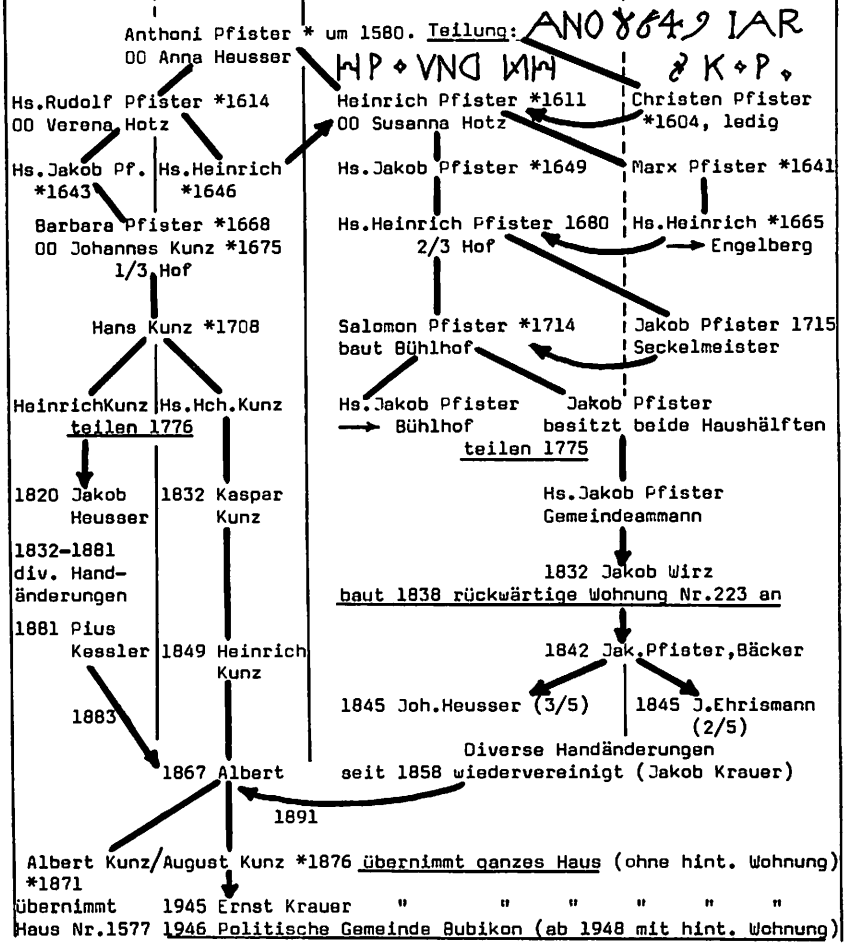 Anthoni Pfister * um 1580. Teilung: ANO 1649 IAR
OO Anna Heusser
HP ⋄ VND HH K ⋄ P ⋄
Hs.Rudolf Pfister *1614 Heinrich Pfister *1611 Christen Pfister
OO Verena Hotz OO Susanna Hotz *1604, ledig
Hs.Jakob Pf. Hs.Heinrich Hs.Jakob Pfister *1649 Marx Pfister *1641
*1643 *1646
Barbara Pfister *1668 Hs.Heinrich Pfister 1680 Hs.Heinrich *1665
OO Johannes Kunz *1675 2/3 Hof → Engelberg
1/3 Hof
Hans Kunz *1708 Salomon Pfister *1714 Jakob Pfister 1715
baut Bühlhof Seckelmeister
HeinrichKunz Hs.Hch.Kunz Hs.Jakob Pfister Jakob Pfister
teilen 1776 → Bühlhof besitzt beide Haushälften
teilen 1775
1820 Jakob 1832 Kaspar Hs.Jakob Pfister
Heusser Kunz Gemeindeammann
1832-1881
div. Hand- 1832 Jakob Wirz
änderungen baut 1838 rückwärtige Wohnung Nr.223 an
1881 Pius
Kessler 1849 Heinrich 1842 Jak.Pfister,Bäcker
Kunz
1883 1845 Joh.Heusser (3/5) 1845 J.Ehrismann
(2/5)
Diverse Handänderungen
1867 Albert seit 1858 wiedervereinigt (Jakob Krauer)
1891
Albert Kunz/August Kunz *1876 übernimmt ganzes Haus (ohne hint. Wohnung)
*1871
übernimmt 1945 Ernst Krauer " " " " " "
Haus Nr.1577 1946 Politische Gemeinde Bubikon (ab 1948 mit hint. Wohnung)